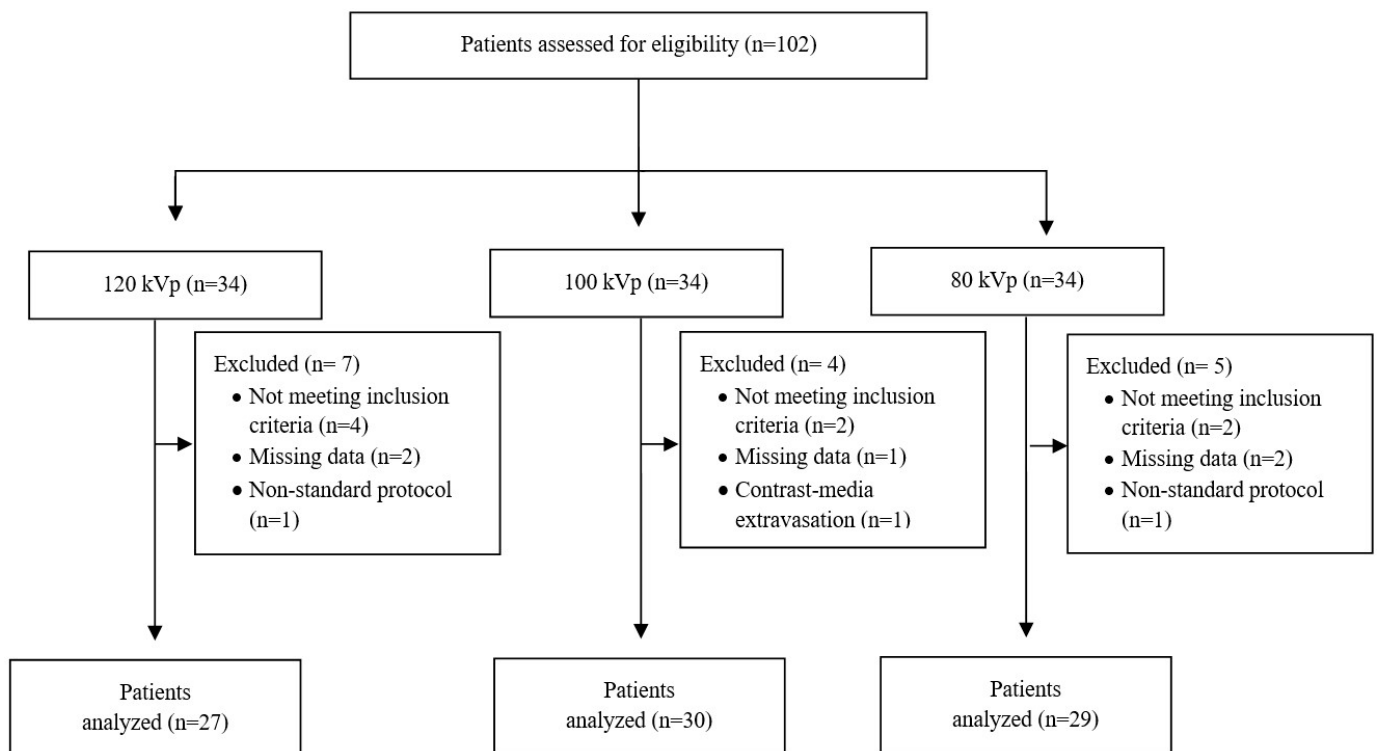 Patients assessed for eligibility (n=102)
120 kVp (n=34)
100 kVp (n=34)
80 kVp (n=34)
Excluded (n= 7)
• Not meeting inclusion
criteria (n=4)
• Missing data (n=2)
• Non-standard protocol
(n=1)
Excluded (n= 4)
• Not meeting inclusion
criteria (n=2)
• Missing data (n=1)
• Contrast-media
extravasation (n=1)
Excluded (n= 5)
• Not meeting inclusion
criteria (n=2)
• Missing data (n=2)
• Non-standard protocol
(n=1)
Patients
analyzed (n=27)
Patients
analyzed (n=30)
Patients
analyzed (n=29)